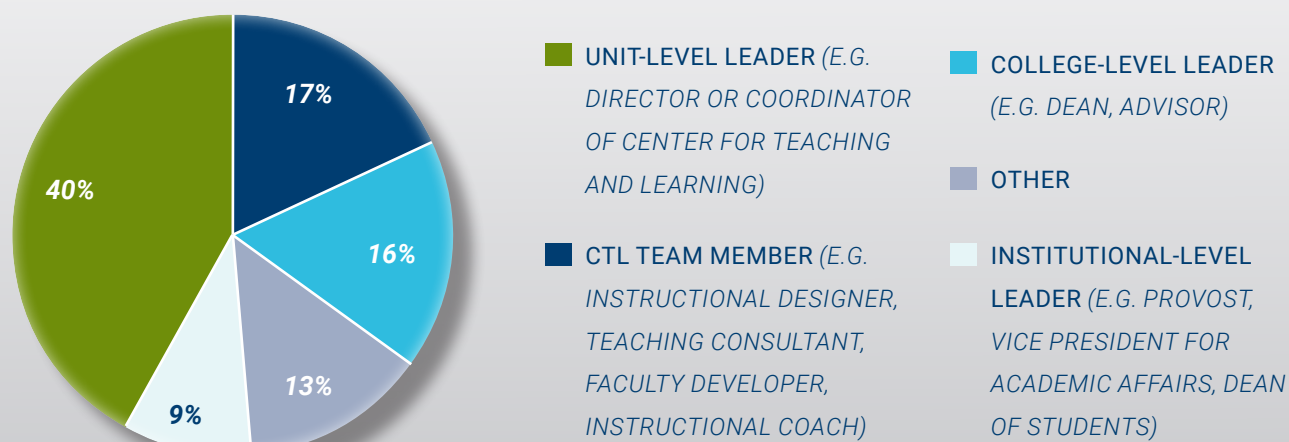 17%
40%
16%
13%
9%
UNIT-LEVEL LEADER (E.G.
DIRECTOR OR COORDINATOR
OF CENTER FOR TEACHING
AND LEARNING)
CTL TEAM MEMBER (E.G.
INSTRUCTIONAL DESIGNER,
TEACHING CONSULTANT,
FACULTY DEVELOPER,
INSTRUCTIONAL COACH)
COLLEGE-LEVEL LEADER
(E.G. DEAN, ADVISOR)
OTHER
INSTITUTIONAL-LEVEL
LEADER (E.G. PROVOST,
VICE PRESIDENT FOR
ACADEMIC AFFAIRS, DEAN
OF STUDENTS)